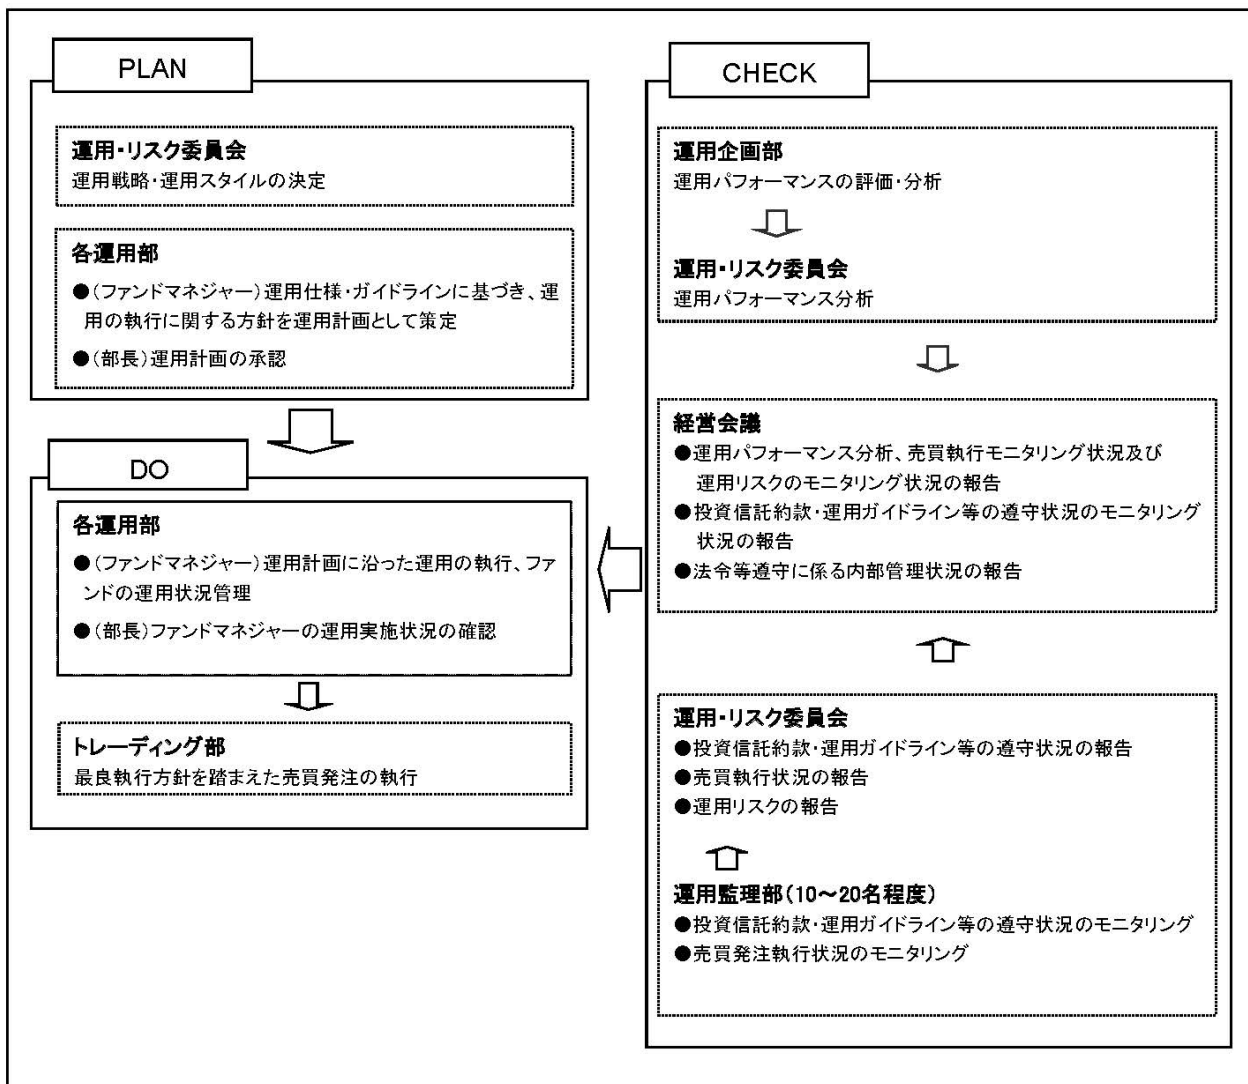 PLAN
運用・リスク委員会
運用戦略・運用スタイルの決定
各運用部
●(ファンドマネジャー)運用仕様・ガイドラインに基づき、運
用の執行に関する方針を運用計画として策定
●(部長)運用計画の承認
DO
各運用部
●(ファンドマネジャー)運用計画に沿った運用の執行、ファ
ンドの運用状況管理
●(部長)ファンドマネジャーの運用実施状況の確認
トレーディング部
最良執行方針を踏まえた売買発注の執行
CHECK
運用企画部
運用パフォーマンスの評価・分析
運用・リスク委員会
運用パフォーマンス分析
経営会議
●運用パフォーマンス分析、売買執行モニタリング状況及び
運用リスクのモニタリング状況の報告
●投資信託約款・運用ガイドライン等の遵守状況のモニタリング
状況の報告
●法令等遵守に係る内部管理状況の報告
運用・リスク委員会
●投資信託約款・運用ガイドライン等の遵守状況の報告
●売買執行状況の報告
●運用リスクの報告
運用監理部(10～20名程度)
●投資信託約款・運用ガイドライン等の遵守状況のモニタリング
●売買発注執行状況のモニタリング